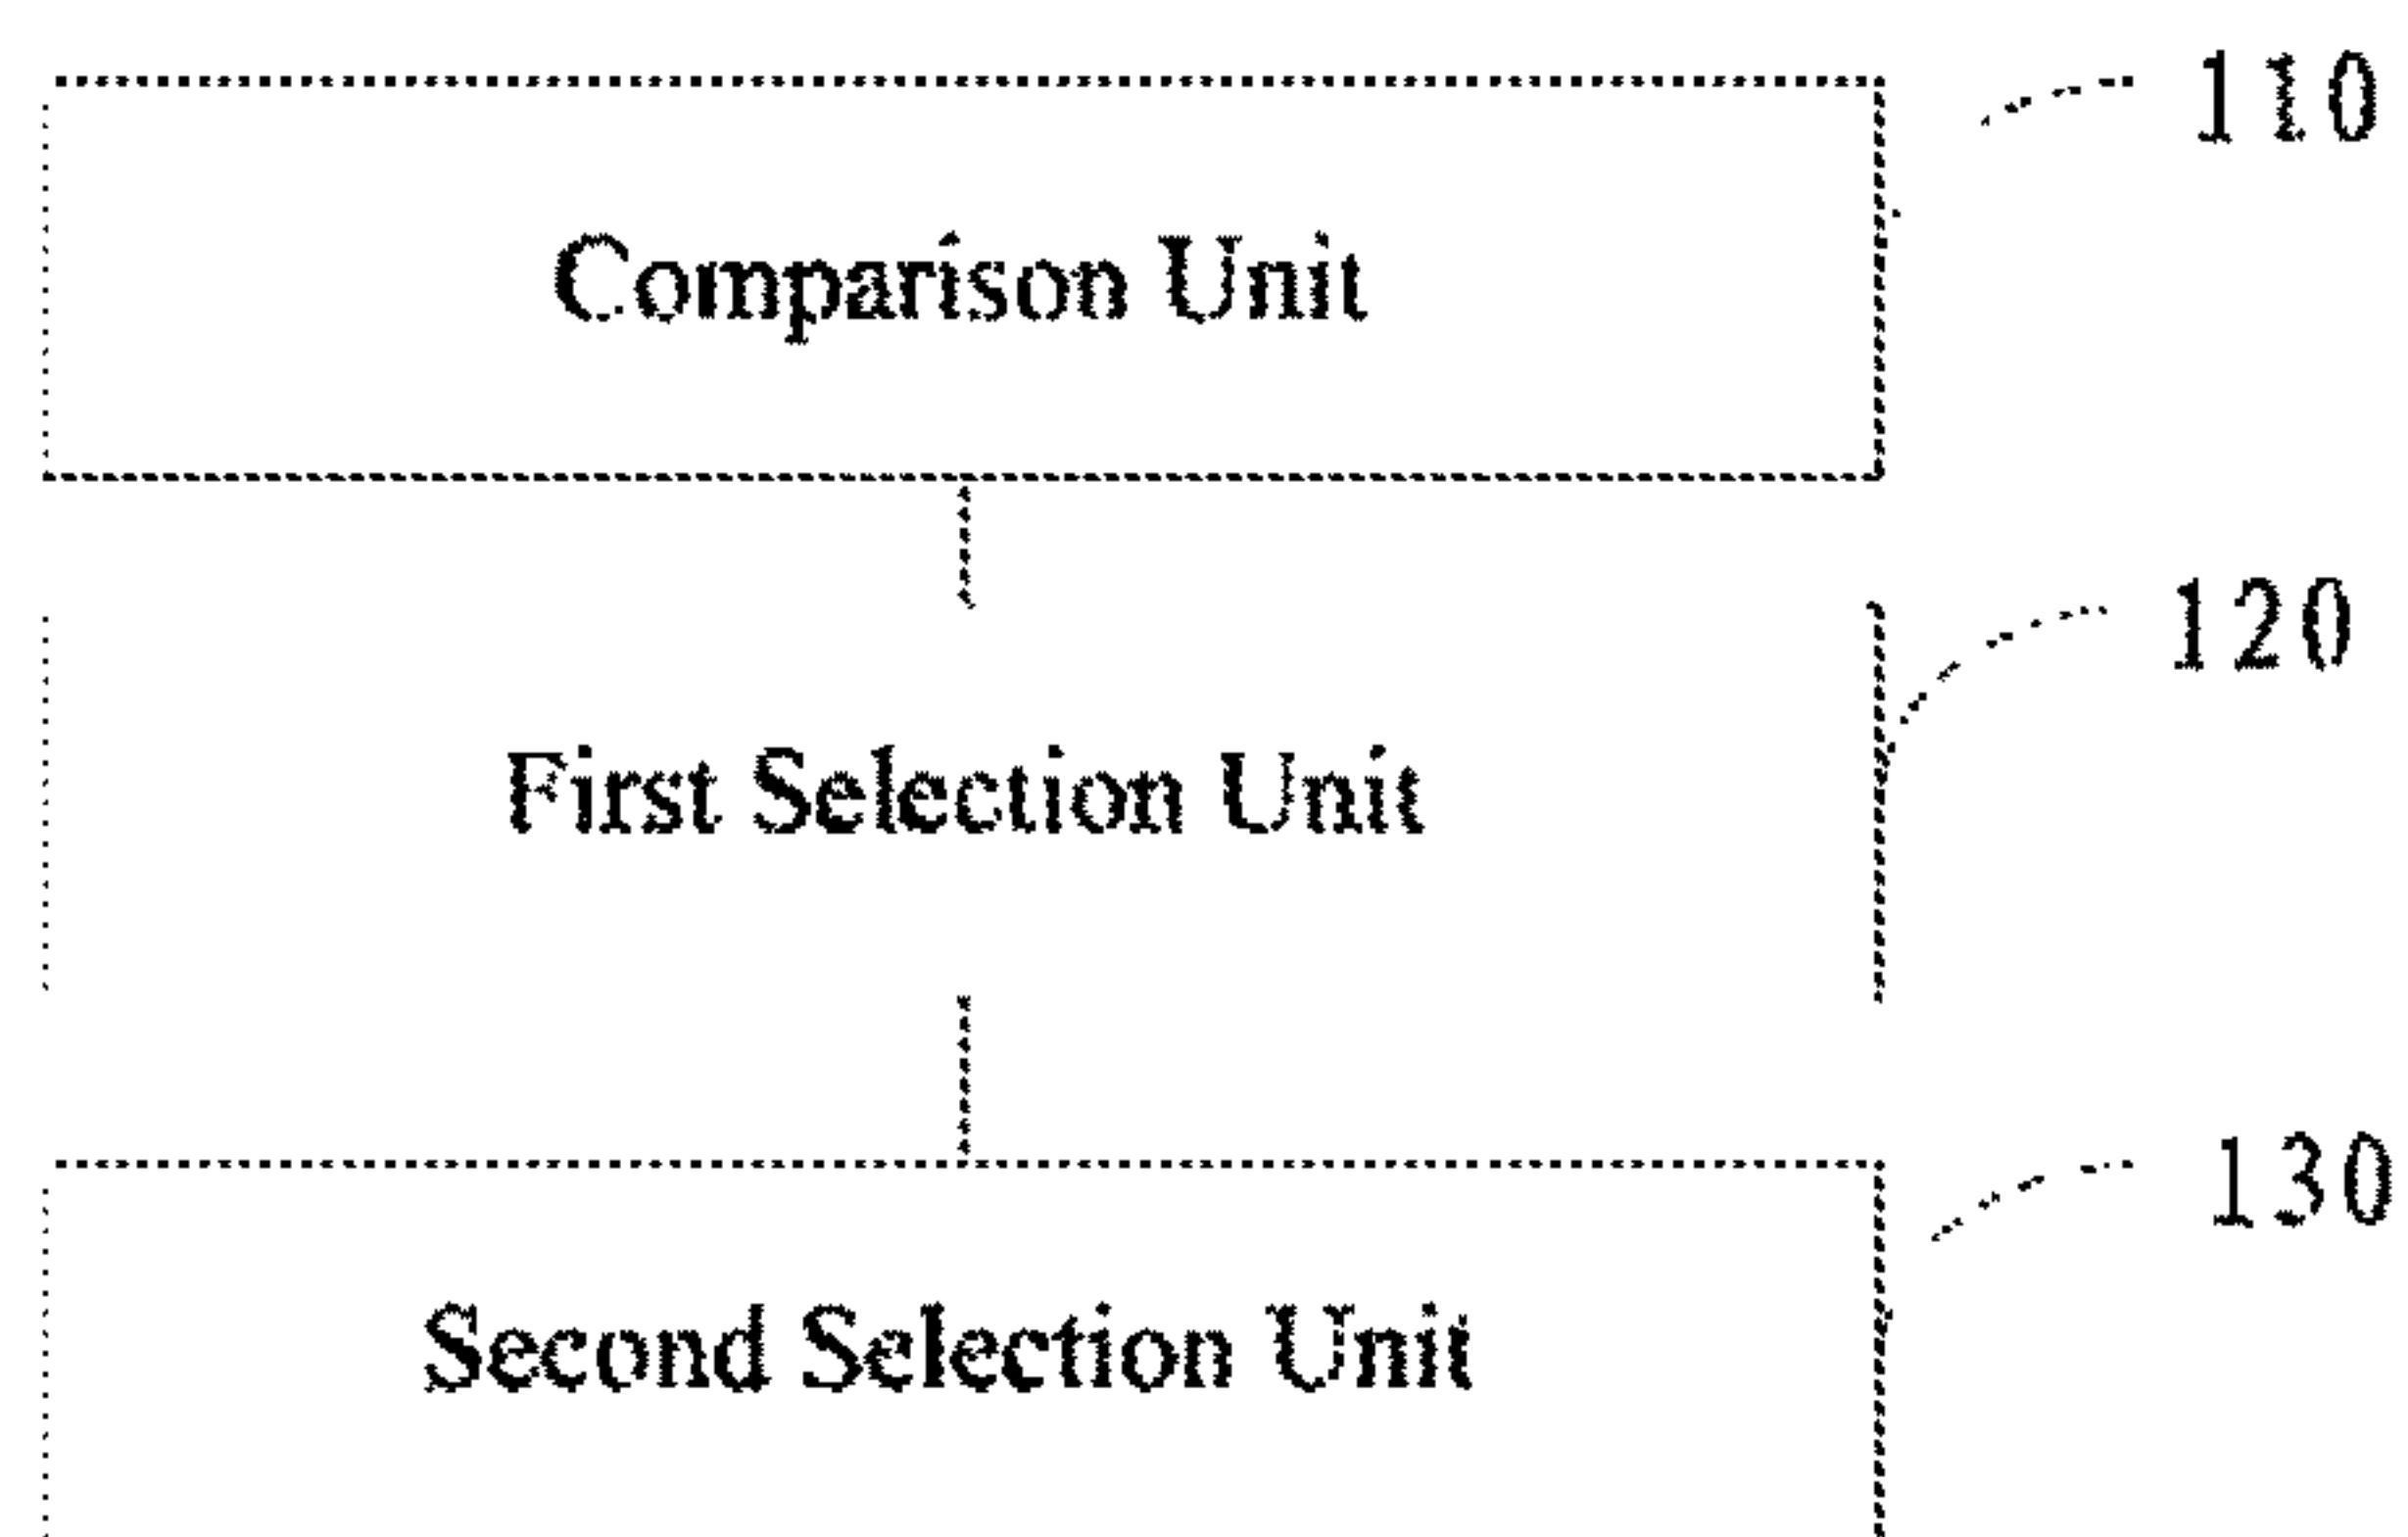 110
Comparison Unit
120
First Selection Unit
130
Second Selection Unit